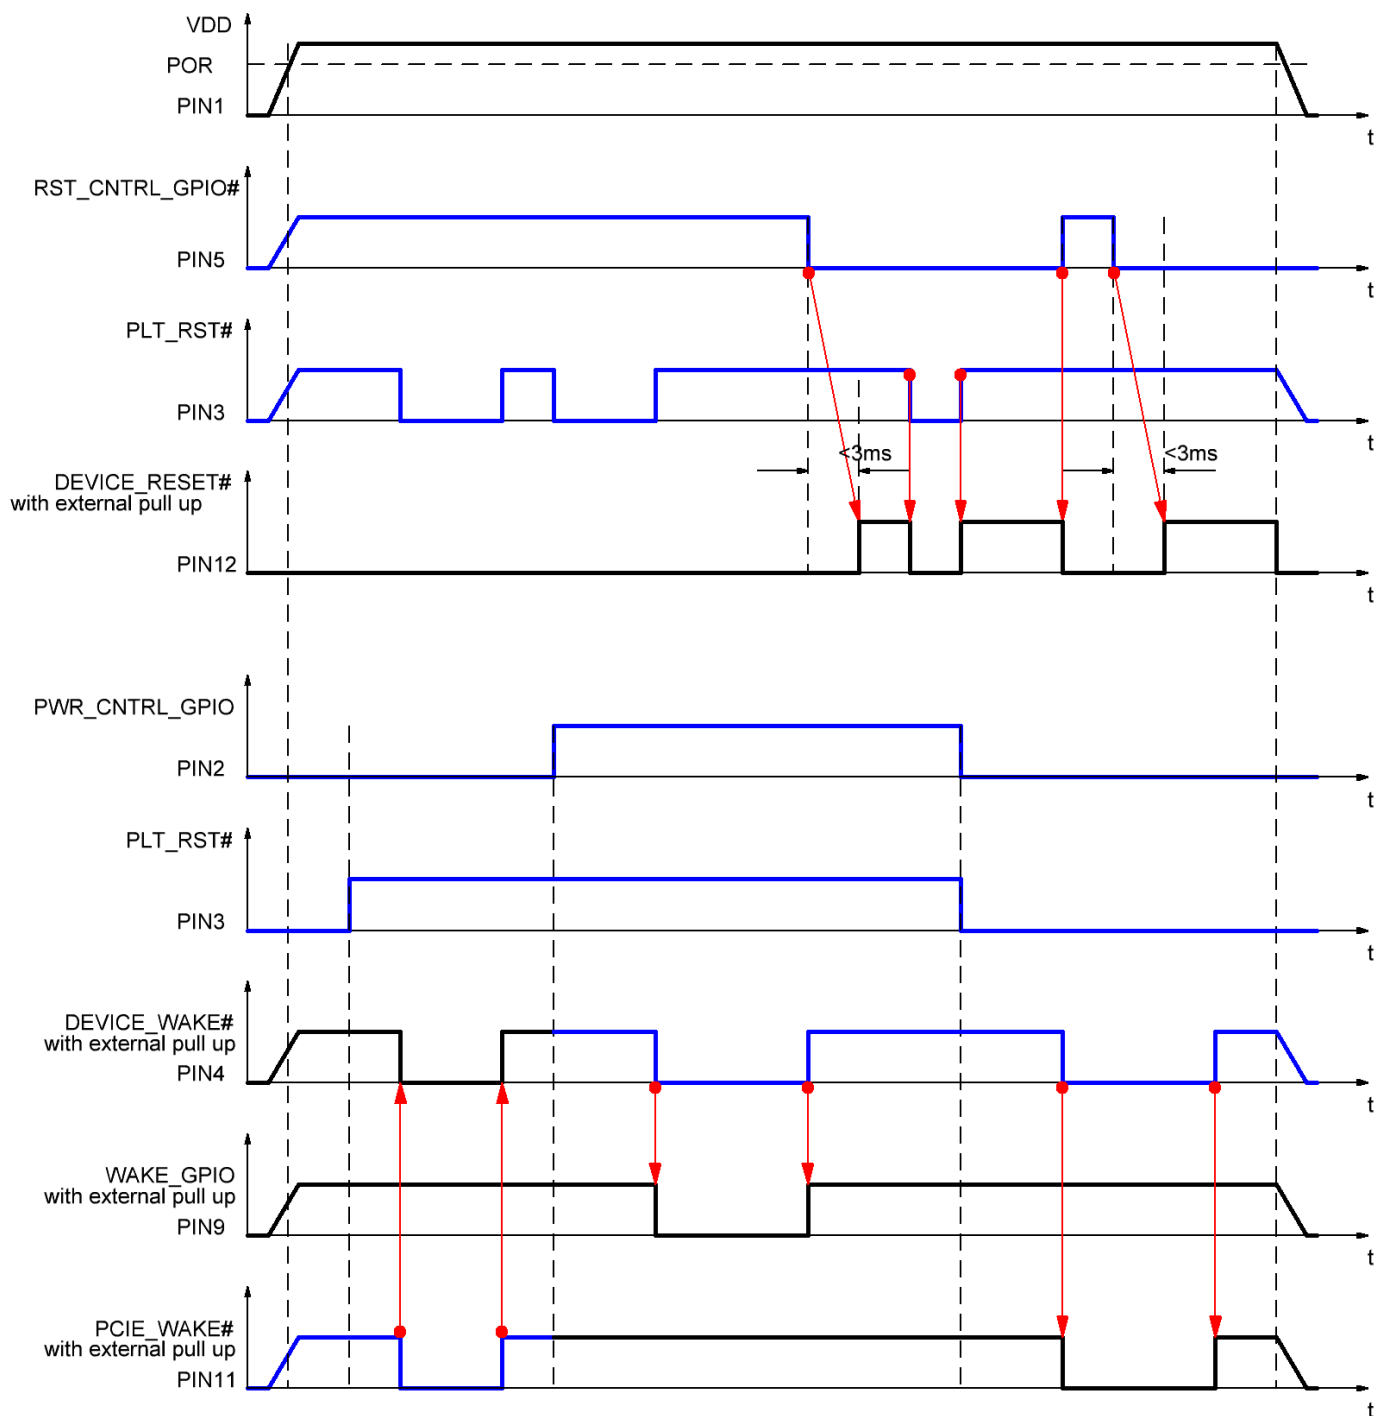 VDD
POR
PIN1
t
RST_CNTRL_GPIO#
PIN5
t
PLT_RST#
PIN3
t
<3ms
<3ms
DEVICE_RESET#
with external pull up
PIN12
t
PWR_CNTRL_GPIO
PIN2
t
PLT_RST#
PIN3
t
DEVICE_WAKE#
with external pull up
PIN4
t
WAKE_GPIO
with external pull up
PIN9
t
PCIE_WAKE#
with external pull up
PIN11
t